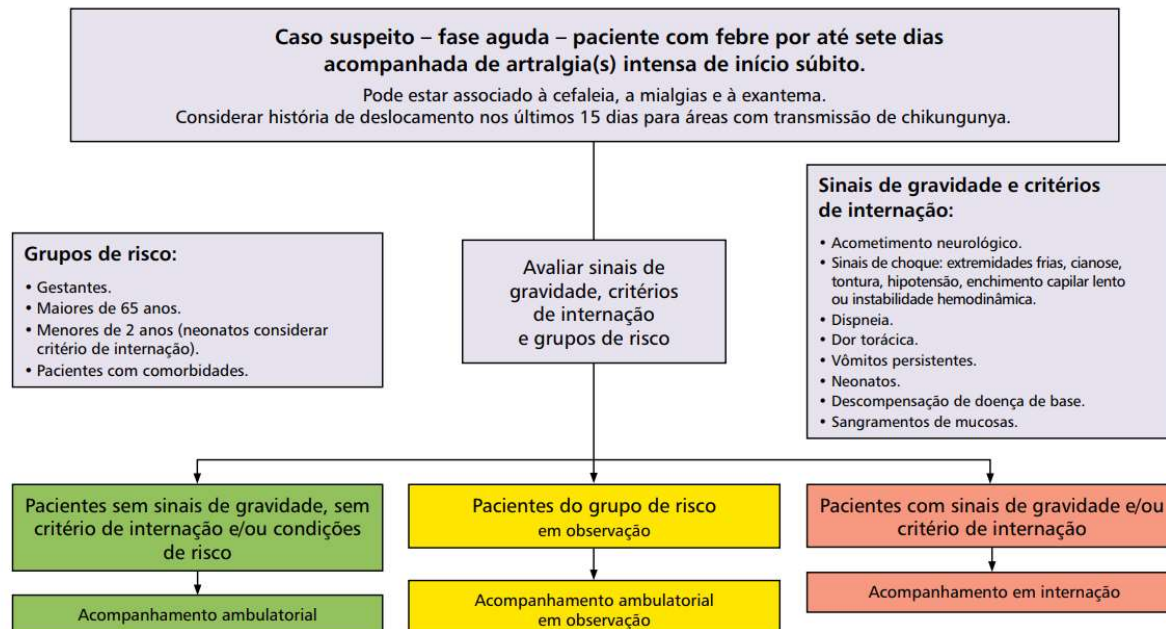 Caso suspeito – fase aguda – paciente com febre por até sete dias
acompanhada de artralgia(s) intensa de início súbito.
Pode estar associado à cefaleia, a mialgias e à exantema.
Considerar história de deslocamento nos últimos 15 dias para áreas com transmissão de chikungunya.
Grupos de risco:
• Gestantes.
• Maiores de 65 anos.
• Menores de 2 anos (neonatos considerar
critério de internação).
• Pacientes com comorbidades.
Avaliar sinais de
gravidade, critérios
de internação
e grupos de risco
Sinais de gravidade e critérios
de internação:
• Acometimento neurológico.
• Sinais de choque: extremidades frias, cianose,
tontura, hipotensão, enchimento capilar lento
ou instabilidade hemodinâmica.
• Dispneia.
• Dor torácica.
• Vômitos persistentes.
• Neonatos.
• Descompensação de doença de base.
• Sangramentos de mucosas.
Pacientes sem sinais de gravidade, sem
critério de internação e/ou condições
de risco
Acompanhamento ambulatorial
Pacientes do grupo de risco
em observação
Acompanhamento ambulatorial
em observação
Pacientes com sinais de gravidade e/ou
critério de internação
Acompanhamento em internação